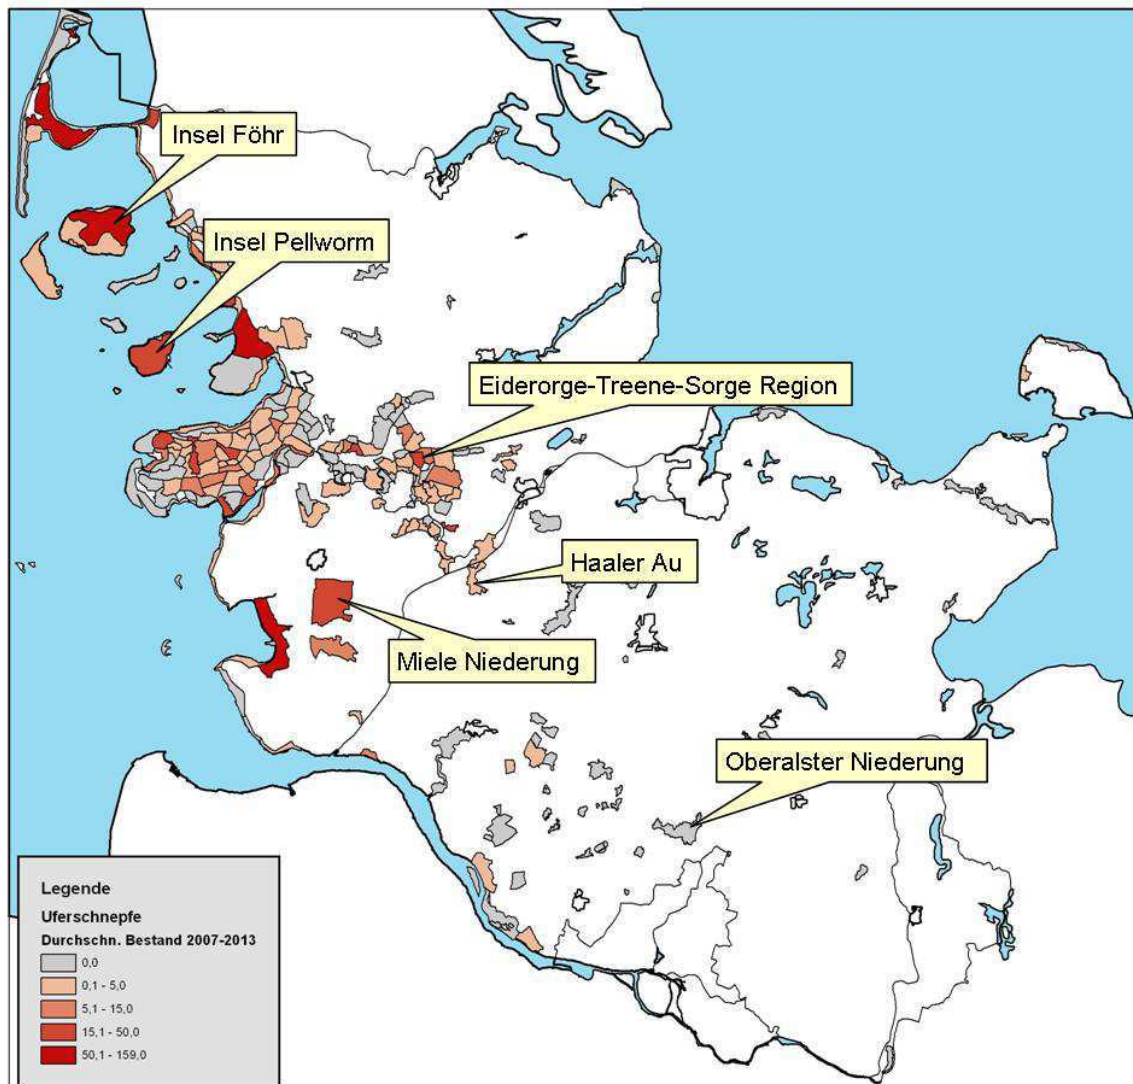 Insel Föhr
Insel Pellworm
Eiderorge-Treene-Sorge Region
Haaler Au
Miele Niederung
Oberalster Niederung
Legende
Uferschnepfe
Durchschn. Bestand 2007-2013
0,0
0,1 - 5,0
5,1 - 15,0
15,1 - 50,0
50,1 - 159,0